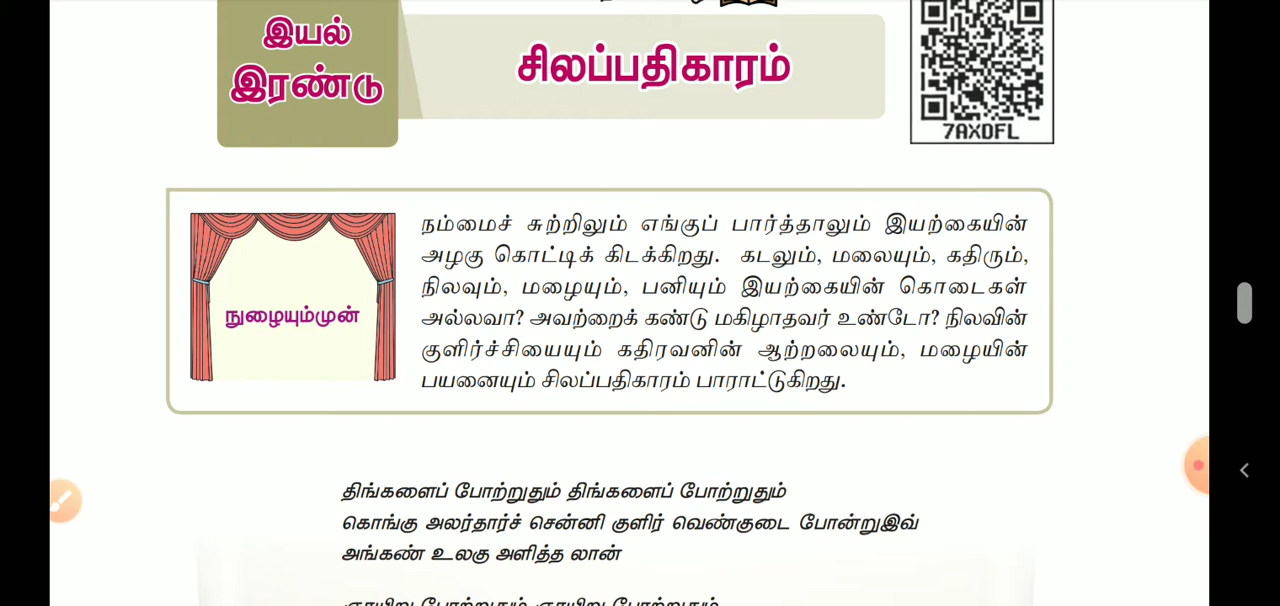 இயல்
இரண்டு
சிலப்பதிகாரம்
7AXDFL
நம்மைச் சுற்றிலும் எங்குப் பார்த்தாலும் இயற்கையின்
அழகு கொட்டிக் கிடக்கிறது. கடலும், மலையும், கதிரும்,
நிலவும், மழையும், பனியும் இயற்கையின் கொடைகள்
அல்லவா? அவற்றைக் கண்டு மகிழாதவர் உண்டோ? நிலவின்
குளிர்ச்சியையும் கதிரவனின் ஆற்றலையும், மழையின்
பயனையும் சிலப்பதிகாரம் பாராட்டுகிறது.
நுழையும்முன்
திங்களைப் போற்றுதும் திங்களைப் போற்றுதும்
கொங்கு அலர்தார்ச் சென்னி குளிர் வெண்குடை போன்றுஇவ்
அங்கண் உலகு அளித்த லான்
ஞாயிறு போற்றுதும் ஞாயிறு போற்றுதும்